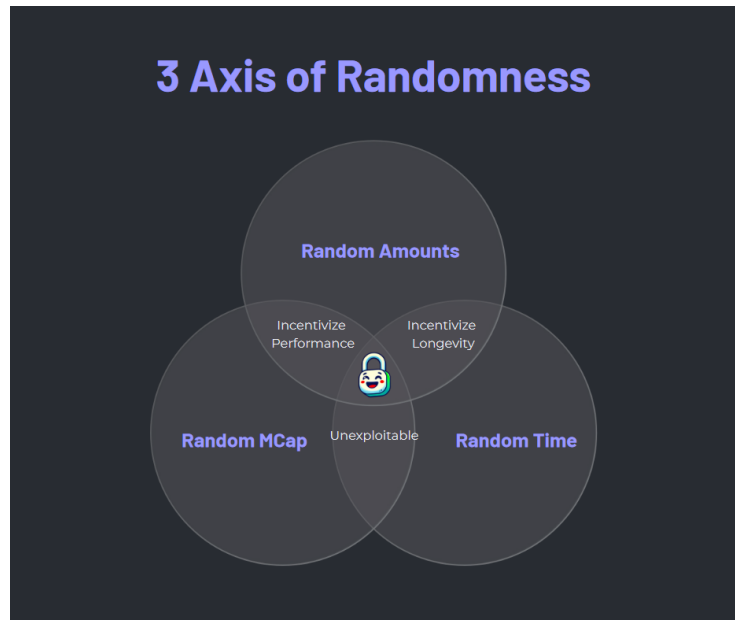 3 Axis of Randomness
Random Amounts
Incentivize
Performance
Incentivize
Longevity
Random MCap
Unexploitable
Random Time